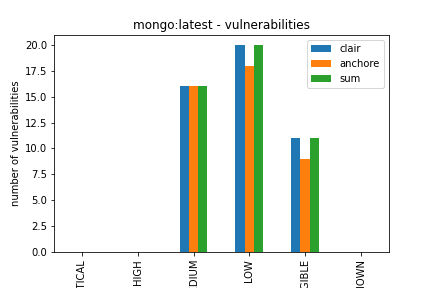 mongo:latest - vulnerabilities
clair
anchore
sum
number of vulnerabilities
20.0
17.5
15.0
12.5
10.0
7.5
5.0
2.5
0.0
TICAL
HIGH
DIUM
LOW
GIBLE
IOWN